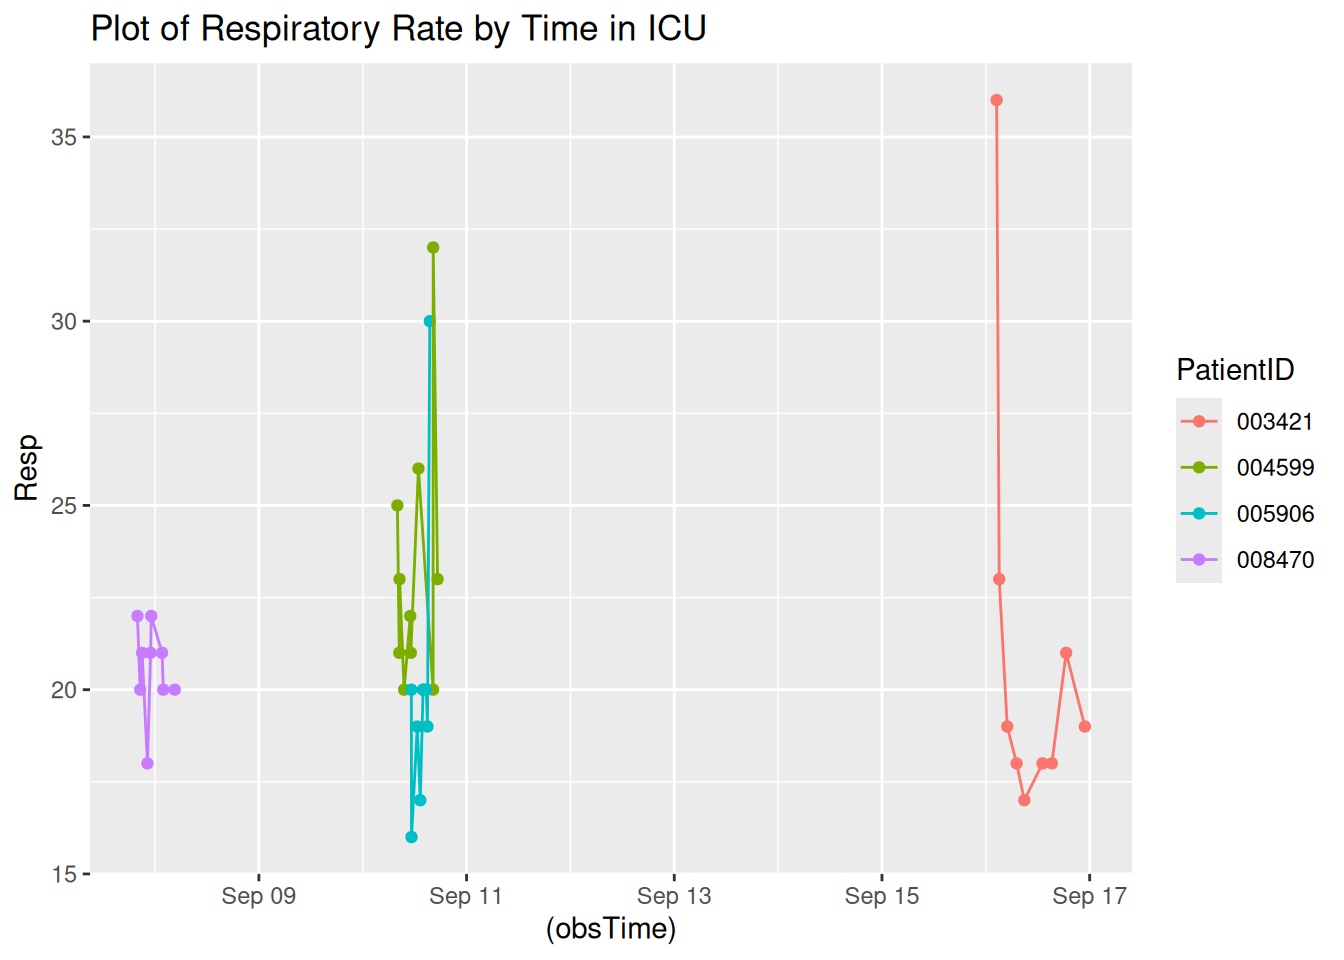 Plot of Respiratory Rate by Time in ICU
Resp
35
30
25
20
15
Sep 09 Sep 11 Sep 13 Sep 15 Sep 17
(obsTime)
PatientID
003421
004599
005906
008470